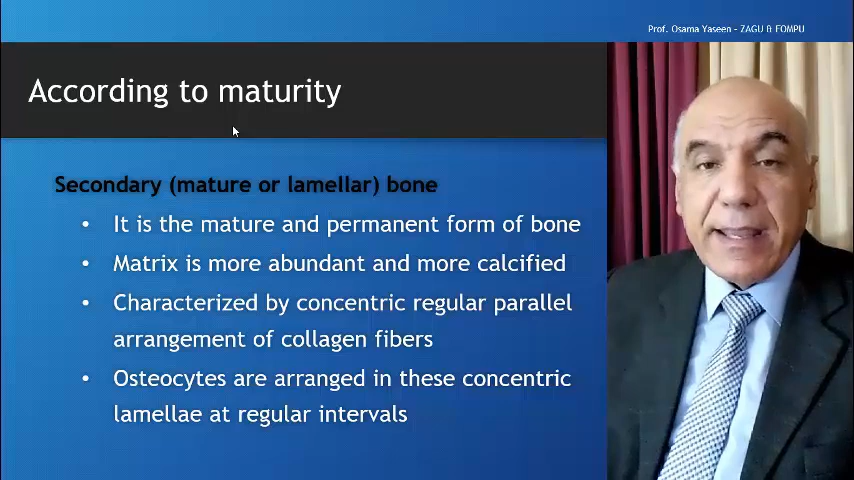 Prof. Osama Yaseen - ZAGU & FOMPU
According to maturity
Secondary (mature or lamellar) bone
• It is the mature and permanent form of bone
• Matrix is more abundant and more calcified
• Characterized by concentric regular parallel
arrangement of collagen fibers
• Osteocytes are arranged in these concentric
lamellae at regular intervals